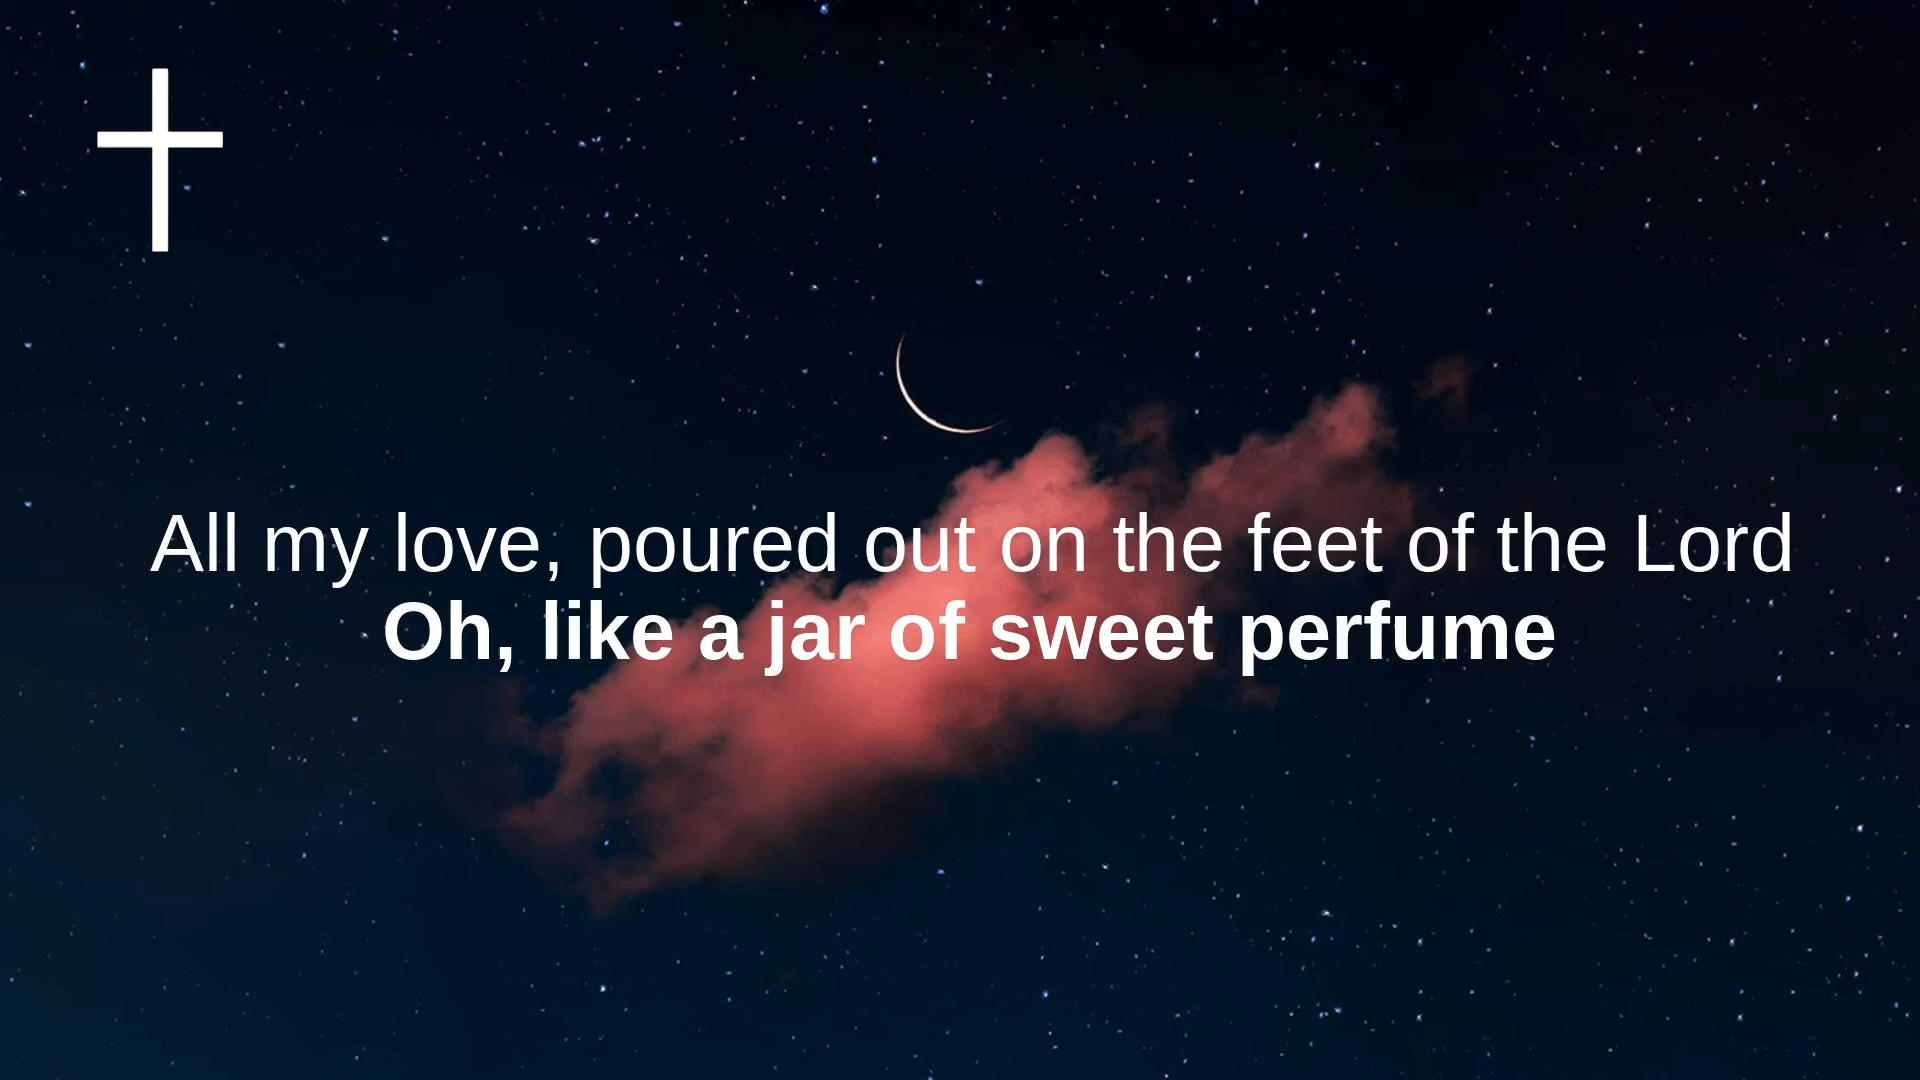 All my love, poured out on the feet of the Lord
Oh, like a jar of sweet perfume